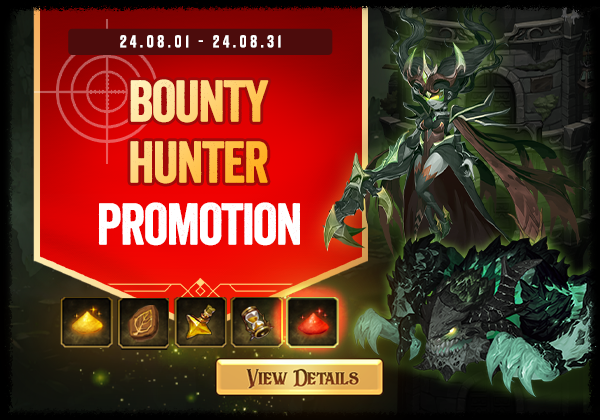 24.08.01 - 24.08.31
BOUNTY
HUNTER
PROMOTION
VIEW DETAILS